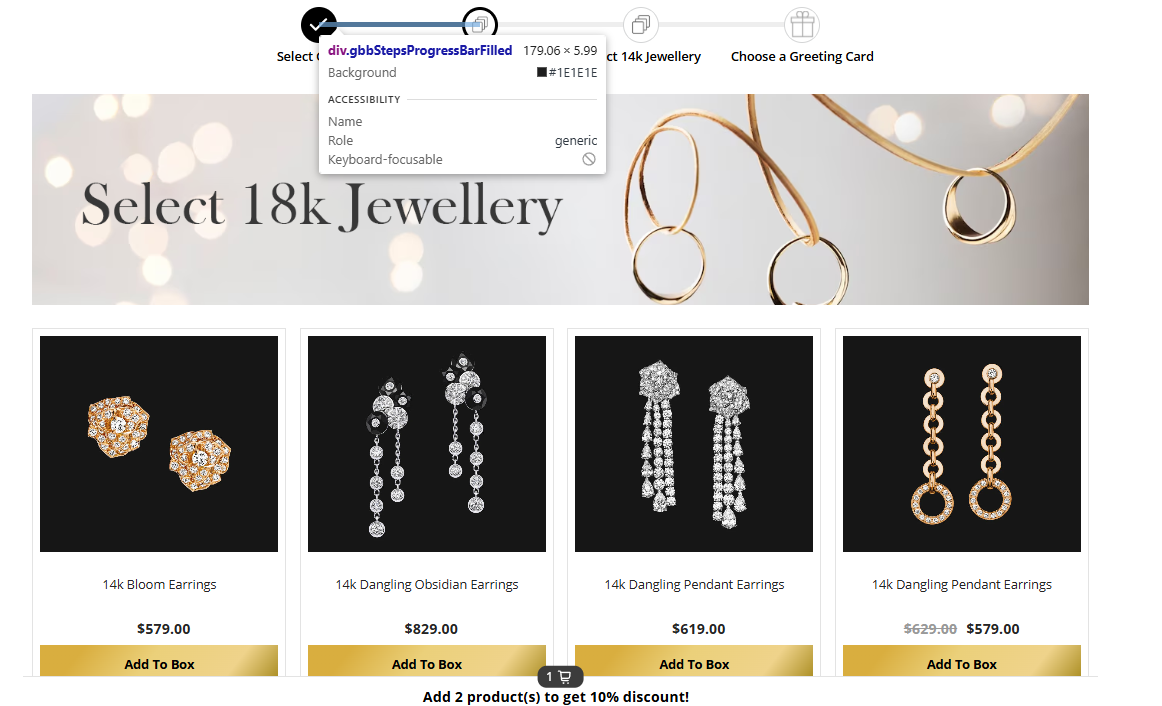 Select
ct 14k Jewellery
Choose a Greeting Card
div.gbbStepsProgressBarFilled 179.06 × 5.99
Background #1E1E1E
ACCESSIBILITY
Name
Role generic
Keyboard-focusable
Select 18k Jewellery
14k Bloom Earrings
$579.00
Add To Box
14k Dangling Obsidian Earrings
$829.00
Add To Box
14k Dangling Pendant Earrings
$619.00
Add To Box
14k Dangling Pendant Earrings
$629.00 $579.00
Add To Box
1
Add 2 product(s) to get 10% discount!